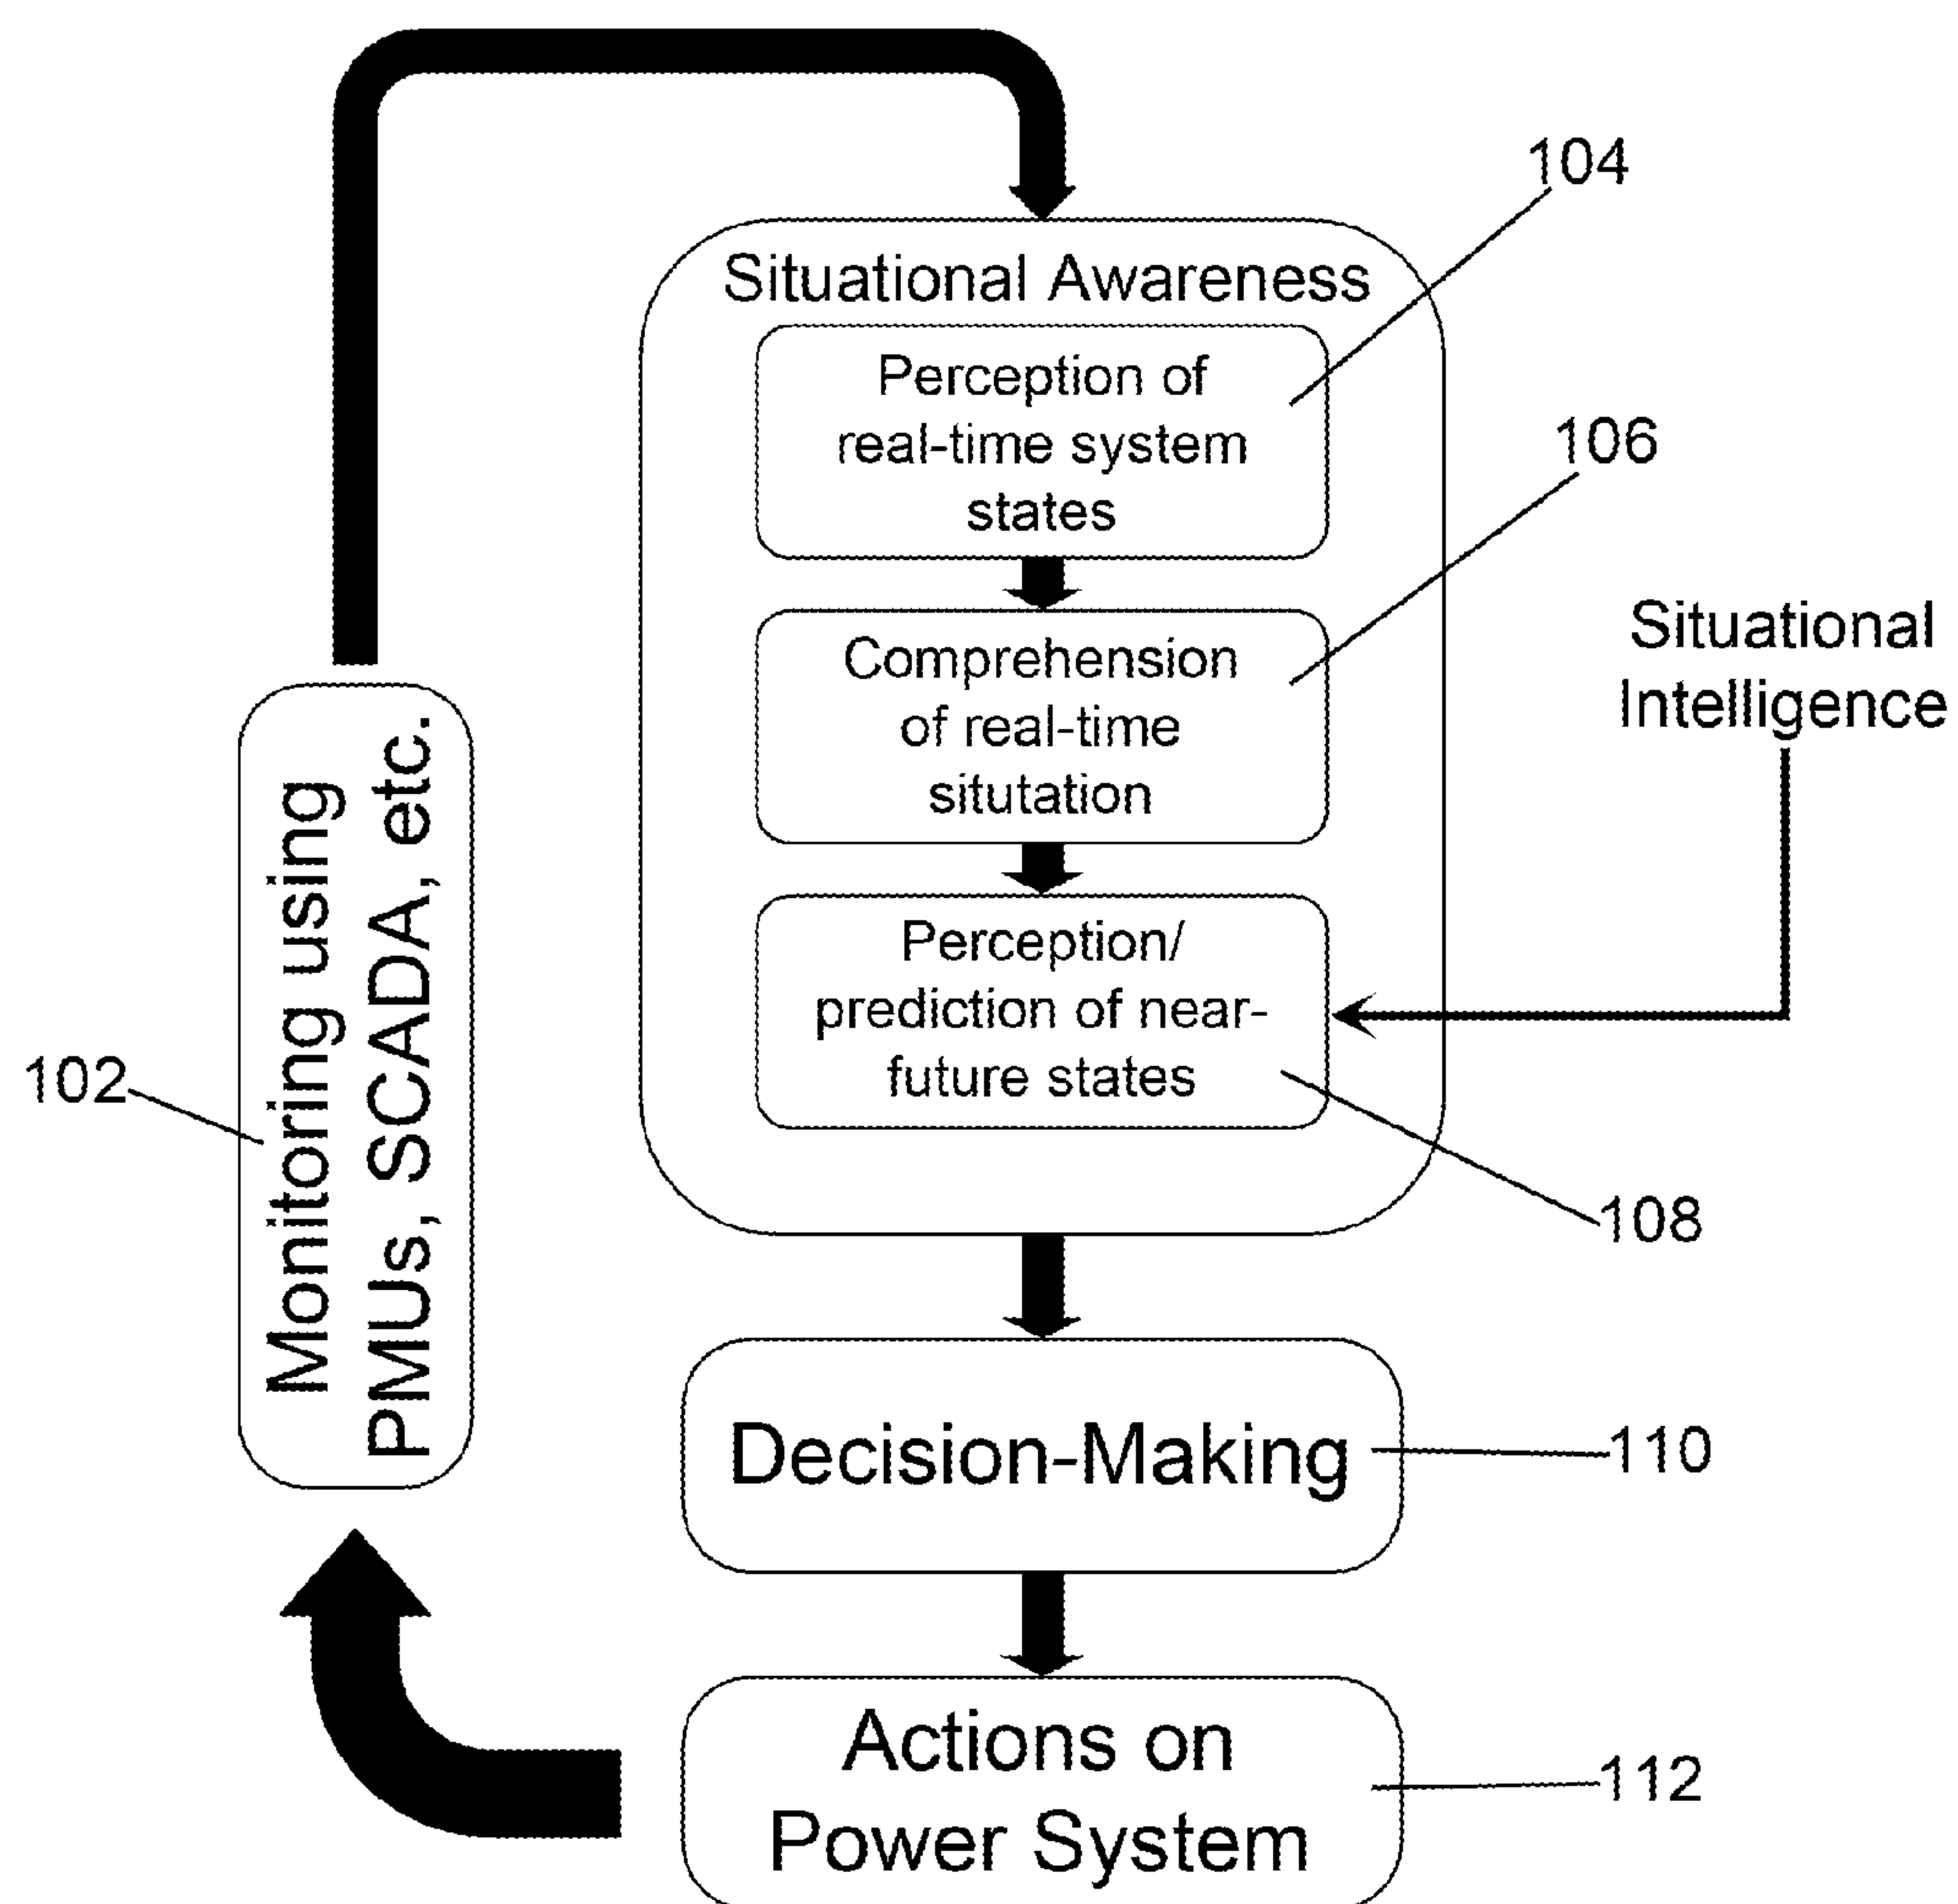 104
Situational Awareness
Perception of
real-time system
states
106
Comprehension
of real-time
situtation
Situational
Intelligence
Perception/
prediction of near-
future states
108
Monitoring using
PMUs, SCADA, etc.
102
Decision-Making
110
Actions on
Power System
112